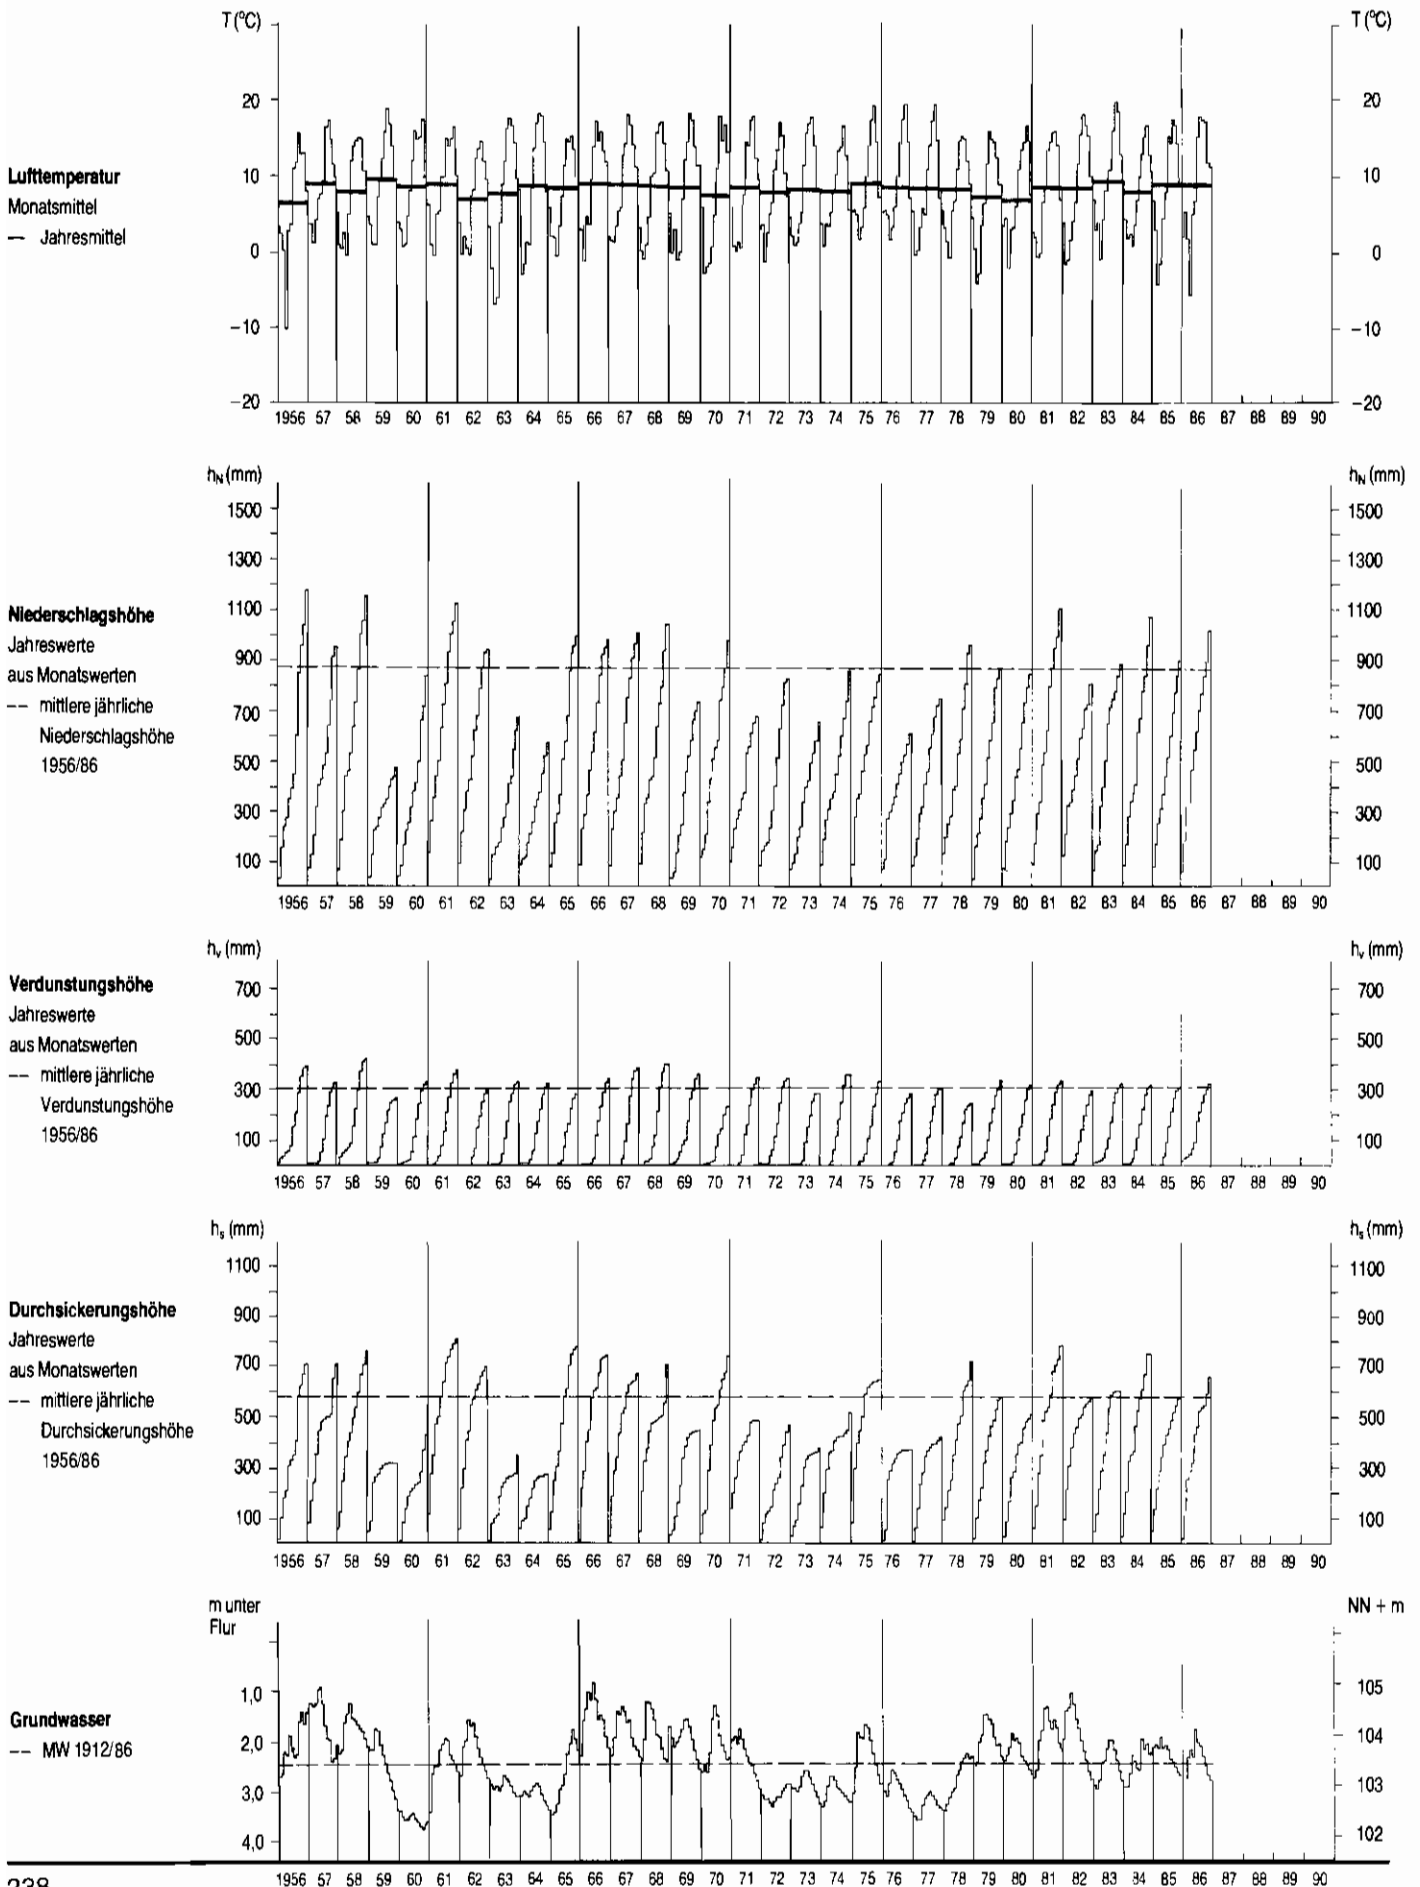 T (°C)
T (°C)
20
20
Lufttemperatur
10
10
Monatsmittel
— Jahresmittel
0
0
−10
−10
−20
−20
1956 57 58 59 60 61 62 63 64 65 66 67 68 69 70 71 72 73 74 75 76 77 78 79 80 81 82 83 84 85 86 87 88 89 90
hN (mm)
hN (mm)
1500
1500
1300
1300
1100
1100
Niederschlagshöhe
Jahreswerte
900
900
aus Monatswerten
-- mittlere jährliche
700
700
Niederschlagshöhe
1956/86
500
500
300
300
100
100
1956 57 58 59 60 61 62 63 64 65 66 67 68 69 70 71 72 73 74 75 76 77 78 79 80 81 82 83 84 85 86 87 88 89 90
hv (mm)
hv (mm)
Verdunstungshöhe
700
700
Jahreswerte
500
500
aus Monatswerten
-- mittlere jährliche
300
300
Verdunstungshöhe
1956/86
100
100
1956 57 58 59 60 61 62 63 64 65 66 67 68 69 70 71 72 73 74 75 76 77 78 79 80 81 82 83 84 85 86 87 88 89 90
hs (mm)
hs (mm)
1100
1100
Durchsickerungshöhe
900
900
Jahreswerte
aus Monatswerten
700
700
-- mittlere jährliche
Durchsickerungshöhe
500
500
1956/86
300
300
100
100
1956 57 58 59 60 61 62 63 64 65 66 67 68 69 70 71 72 73 74 75 76 77 78 79 80 81 82 83 84 85 86 87 88 89 90
m unter
Flur
NN + m
1,0
105
Grundwasser
2,0
104
-- MW 1912/86
3,0
103
4,0
102
1956 57 58 59 60 61 62 63 64 65 66 67 68 69 70 71 72 73 74 75 76 77 78 79 80 81 82 83 84 85 86 87 88 89 90
238